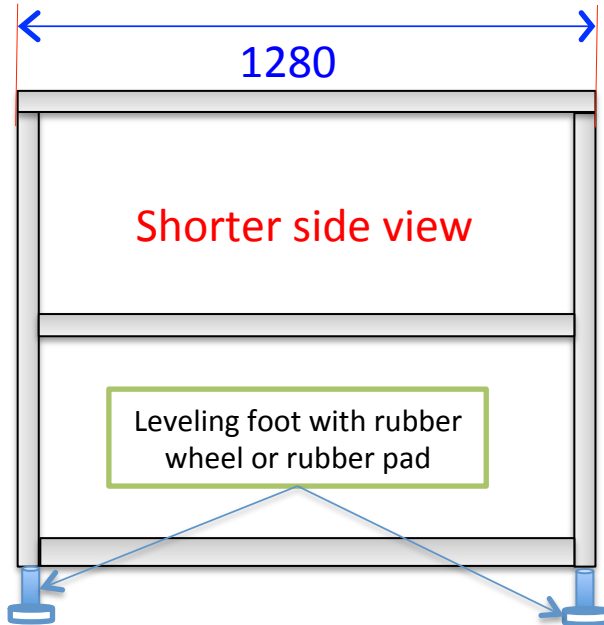 1280
Shorter side view
Leveling foot with rubber
wheel or rubber pad